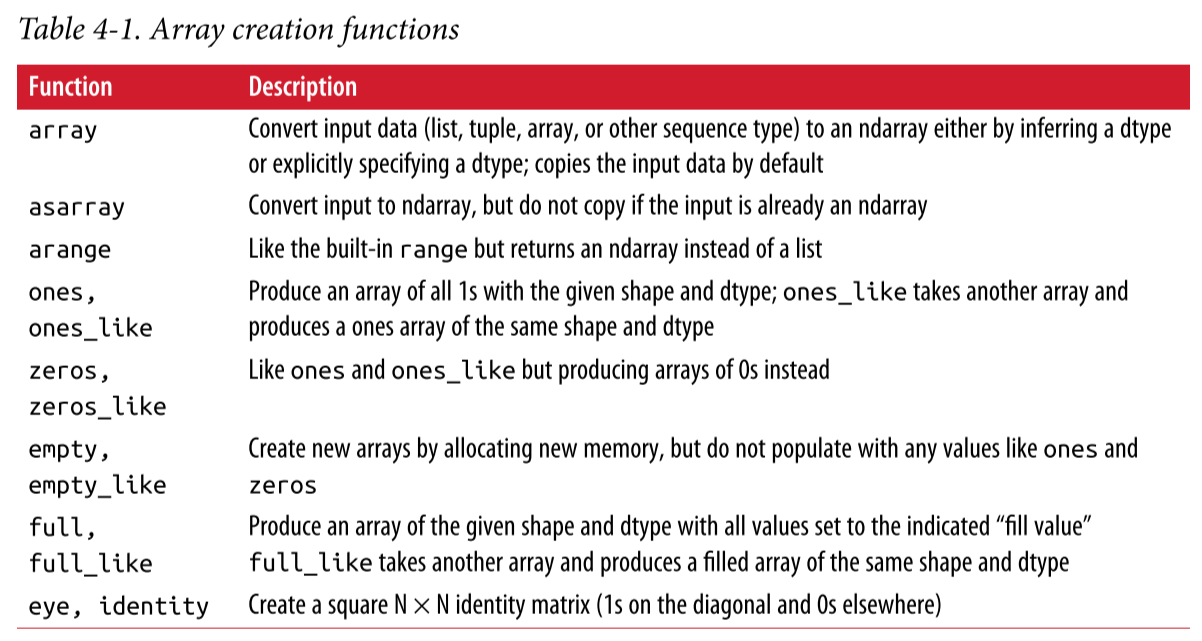 Table 4-1. Array creation functions
Function Description
array Convert input data (list, tuple, array, or other sequence type) to an ndarray either by inferring a dtype
or explicitly specifying a dtype; copies the input data by default
asarray Convert input to ndarray, but do not copy if the input is already an ndarray
arange Like the built-in range but returns an ndarray instead of a list
ones, Produce an array of all 1s with the given shape and dtype; ones_like takes another array and
ones_like produces a ones array of the same shape and dtype
zeros, Like ones and ones_like but producing arrays of 0s instead
zeros_like
empty, Create new arrays by allocating new memory, but do not populate with any values like ones and
empty_like zeros
full, Produce an array of the given shape and dtype with all values set to the indicated “fill value”
full_like full_like takes another array and produces a filled array of the same shape and dtype
eye, identity Create a square N × N identity matrix (1s on the diagonal and 0s elsewhere)